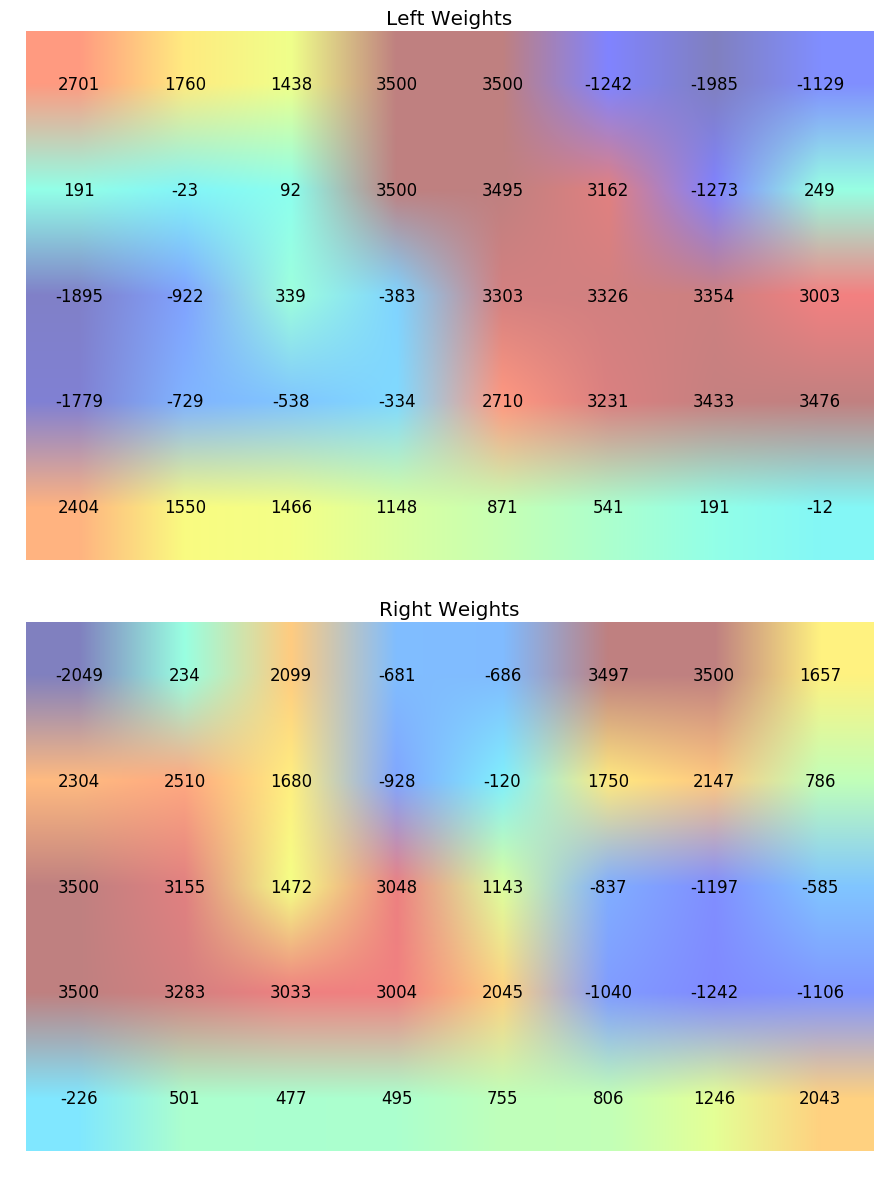 Left Weights
2701 1760 1438 3500 3500 -1242 -1985 -1129
191 -23 92 3500 3495 3162 -1273 249
-1895 -922 339 -383 3303 3326 3354 3003
-1779 -729 -538 -334 2710 3231 3433 3476
2404 1550 1466 1148 871 541 191 -12
Right Weights
-2049 234 2099 -681 -686 3497 3500 1657
2304 2510 1680 -928 -120 1750 2147 786
3500 3155 1472 3048 1143 -837 -1197 -585
3500 3283 3033 3004 2045 -1040 -1242 -1106
-226 501 477 495 755 806 1246 2043